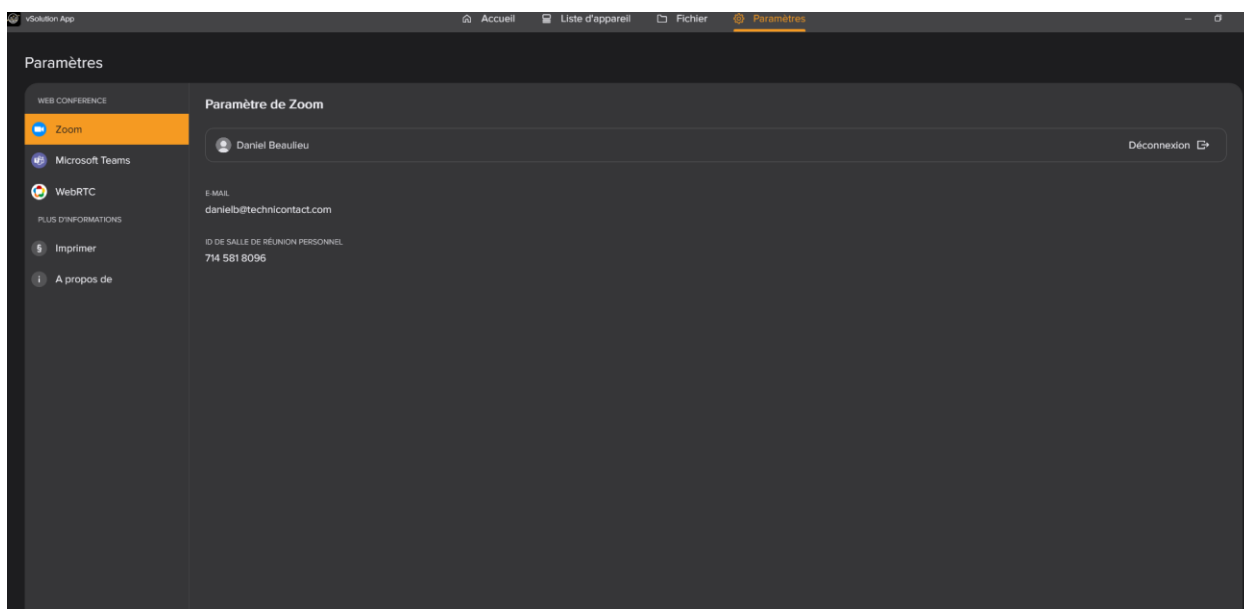 vSolution App
Accueil
Liste d'appareil
Fichier
Paramètres
Paramètres
WEB CONFERENCE
Zoom
Microsoft Teams
WebRTC
PLUS D'INFORMATIONS
Imprimer
A propos de
Paramètre de Zoom
Daniel Beaulieu
Déconnexion
E-MAIL
danielb@technicontact.com
ID DE SALLE DE RÉUNION PERSONNEL
714 581 8096